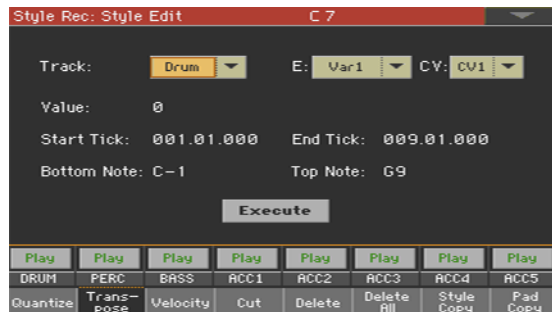 Style Rec: Style Edit C 7
Track: Drum E: Var1 CV: CV1
Value: 0
Start Tick: 001.01.000 End Tick: 009.01.000
Bottom Note: C-1 Top Note: G9
Execute
Play Play Play Play Play Play Play Play
DRUM PERC BASS ACC1 ACC2 ACC3 ACC4 ACC5
Quantize Trans- Velocity Cut Delete Delete Style Pad
pose All Copy Copy